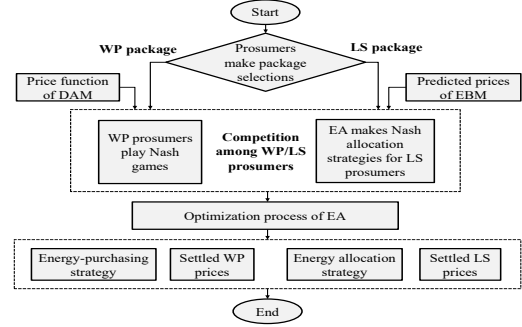 Start
WP package
Prosumers
make package
selections
LS package
Price function
of DAM
Predicted prices
of EBM
WP prosumers
play Nash
games
Competition
among WP/LS
prosumers
EA makes Nash
allocation
strategies for LS
prosumers
Optimization process of EA
Energy-purchasing
strategy
Settled WP
prices
Energy allocation
strategy
Settled LS
prices
End